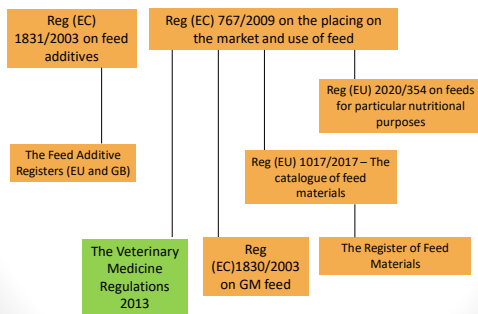 Reg (EC)
1831/2003 on feed
additives
Reg (EC) 767/2009 on the placing on
the market and use of feed
Reg (EU) 2020/354 on feeds
for particular nutritional
purposes
The Feed Additive
Registers (EU and GB)
Reg (EU) 1017/2017 – The
catalogue of feed
materials
The Veterinary
Medicine
Regulations
2013
Reg
(EC)1830/2003
on GM feed
The Register of Feed
Materials